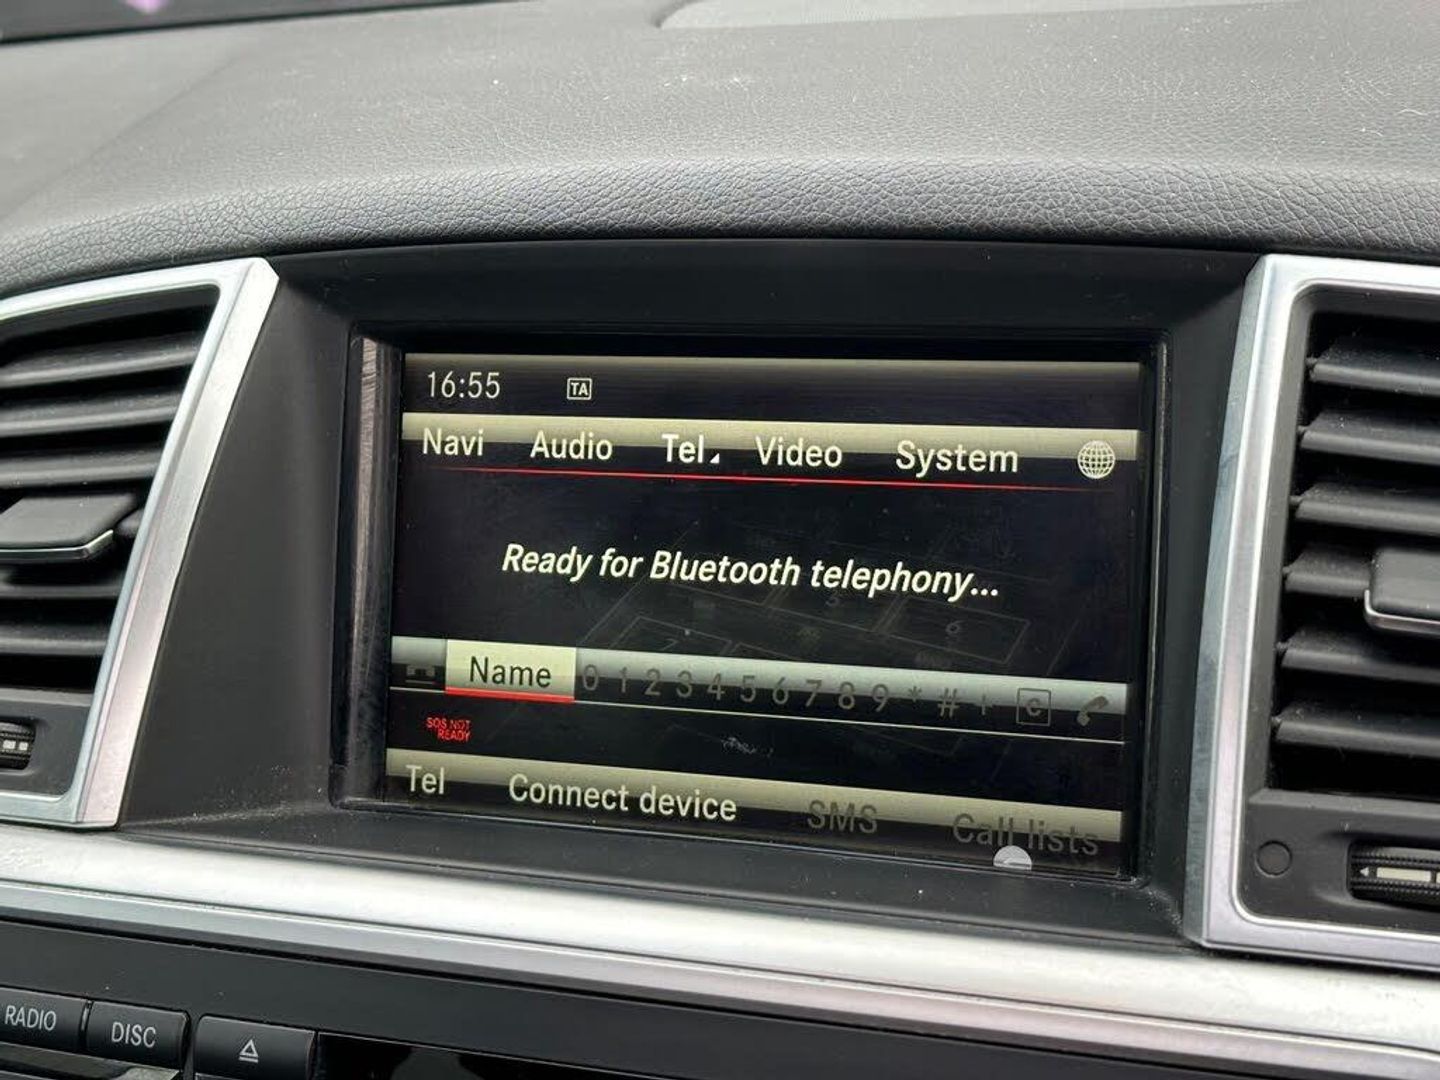 16:55 TA
Navi Audio Tel Video System
Ready for Bluetooth telephony...
Name 0 1 2 3 4 5 6 7 8 9 * # + C
SOS NOT
READY
Tel Connect device SMS Call lists
RADIO DISC